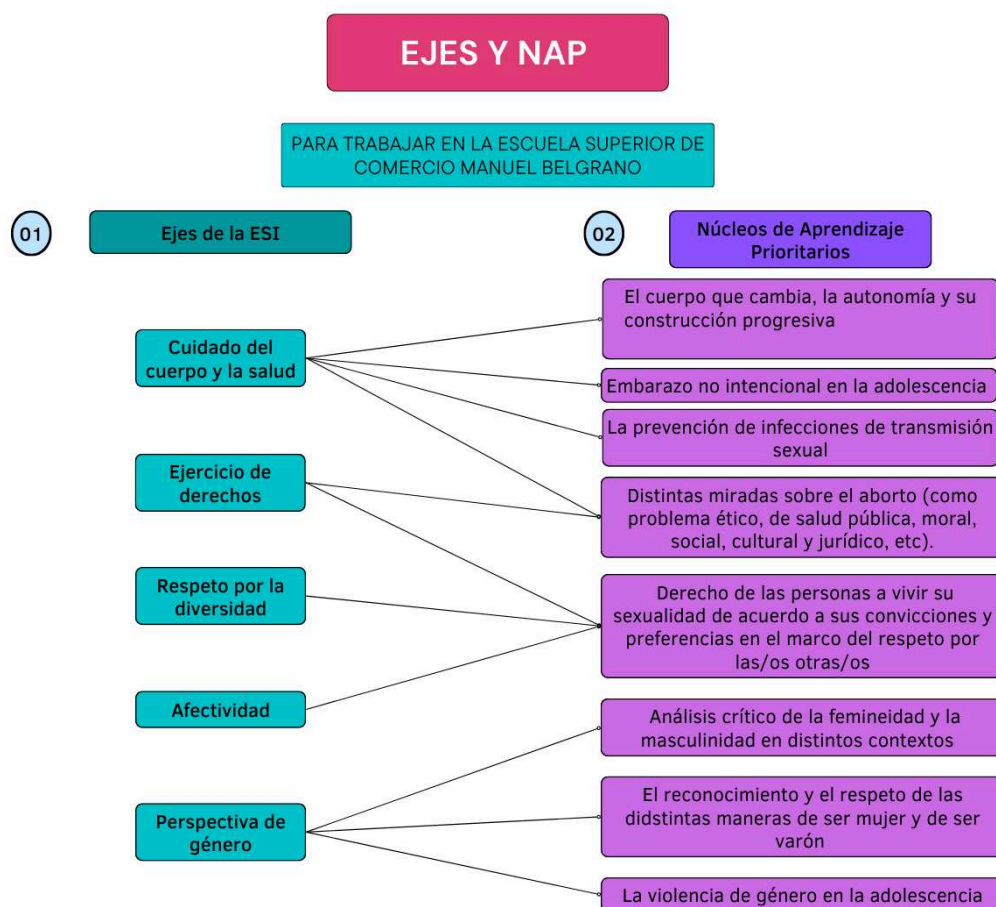 EJES Y NAP
PARA TRABAJAR EN LA ESCUELA SUPERIOR DE
COMERCIO MANUEL BELGRANO
01
Ejes de la ESI
02
Núcleos de Aprendizaje
Prioritarios
Cuidado del
cuerpo y la salud
Ejercicio de
derechos
Respeto por la
diversidad
Afectividad
Perspectiva de
género
El cuerpo que cambia, la autonomía y su
construcción progresiva
Embarazo no intencional en la adolescencia
La prevención de infecciones de transmisión
sexual
Distintas miradas sobre el aborto (como
problema ético, de salud pública, moral,
social, cultural y jurídico, etc).
Derecho de las personas a vivir su
sexualidad de acuerdo a sus convicciones y
preferencias en el marco del respeto por
las/os otras/os
Análisis crítico de la femineidad y la
masculinidad en distintos contextos
El reconocimiento y el respeto de las
didstintas maneras de ser mujer y de ser
varón
La violencia de género en la adolescencia